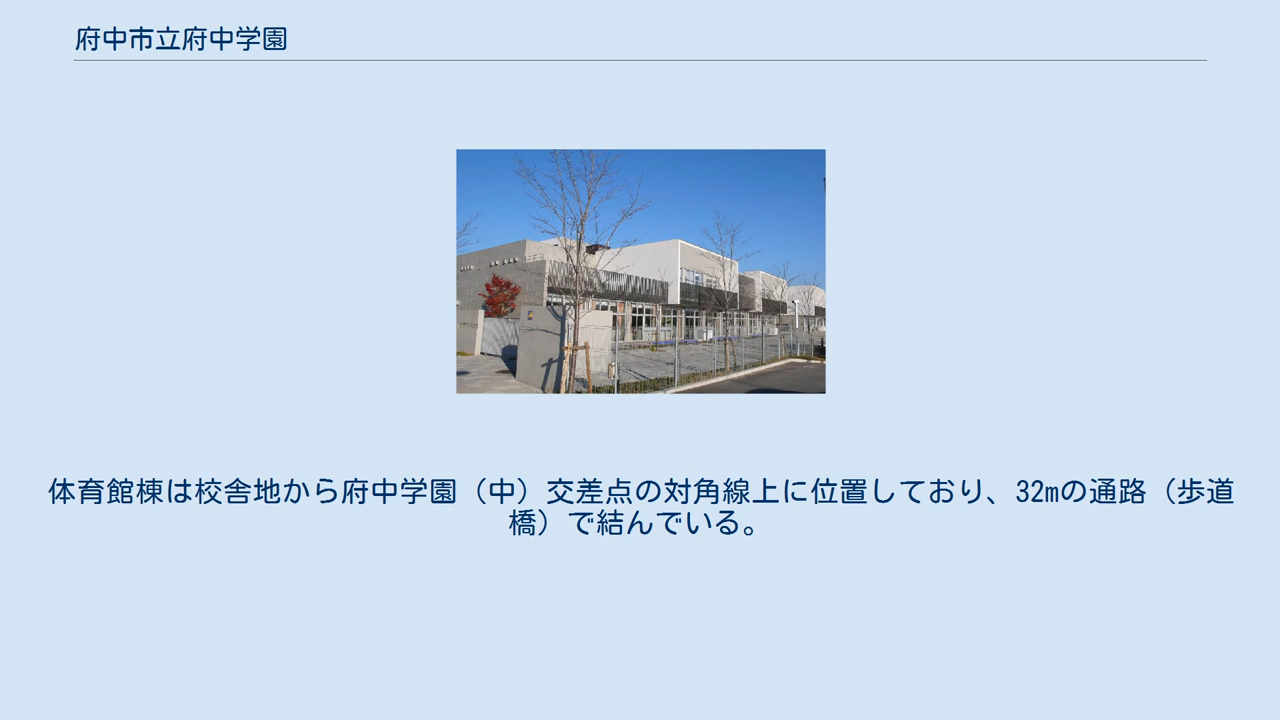 府中市立府中学園
体育館棟は校舎地から府中学園（中）交差点の対角線上に位置しており、32mの通路（歩道
橋）で結んでいる。